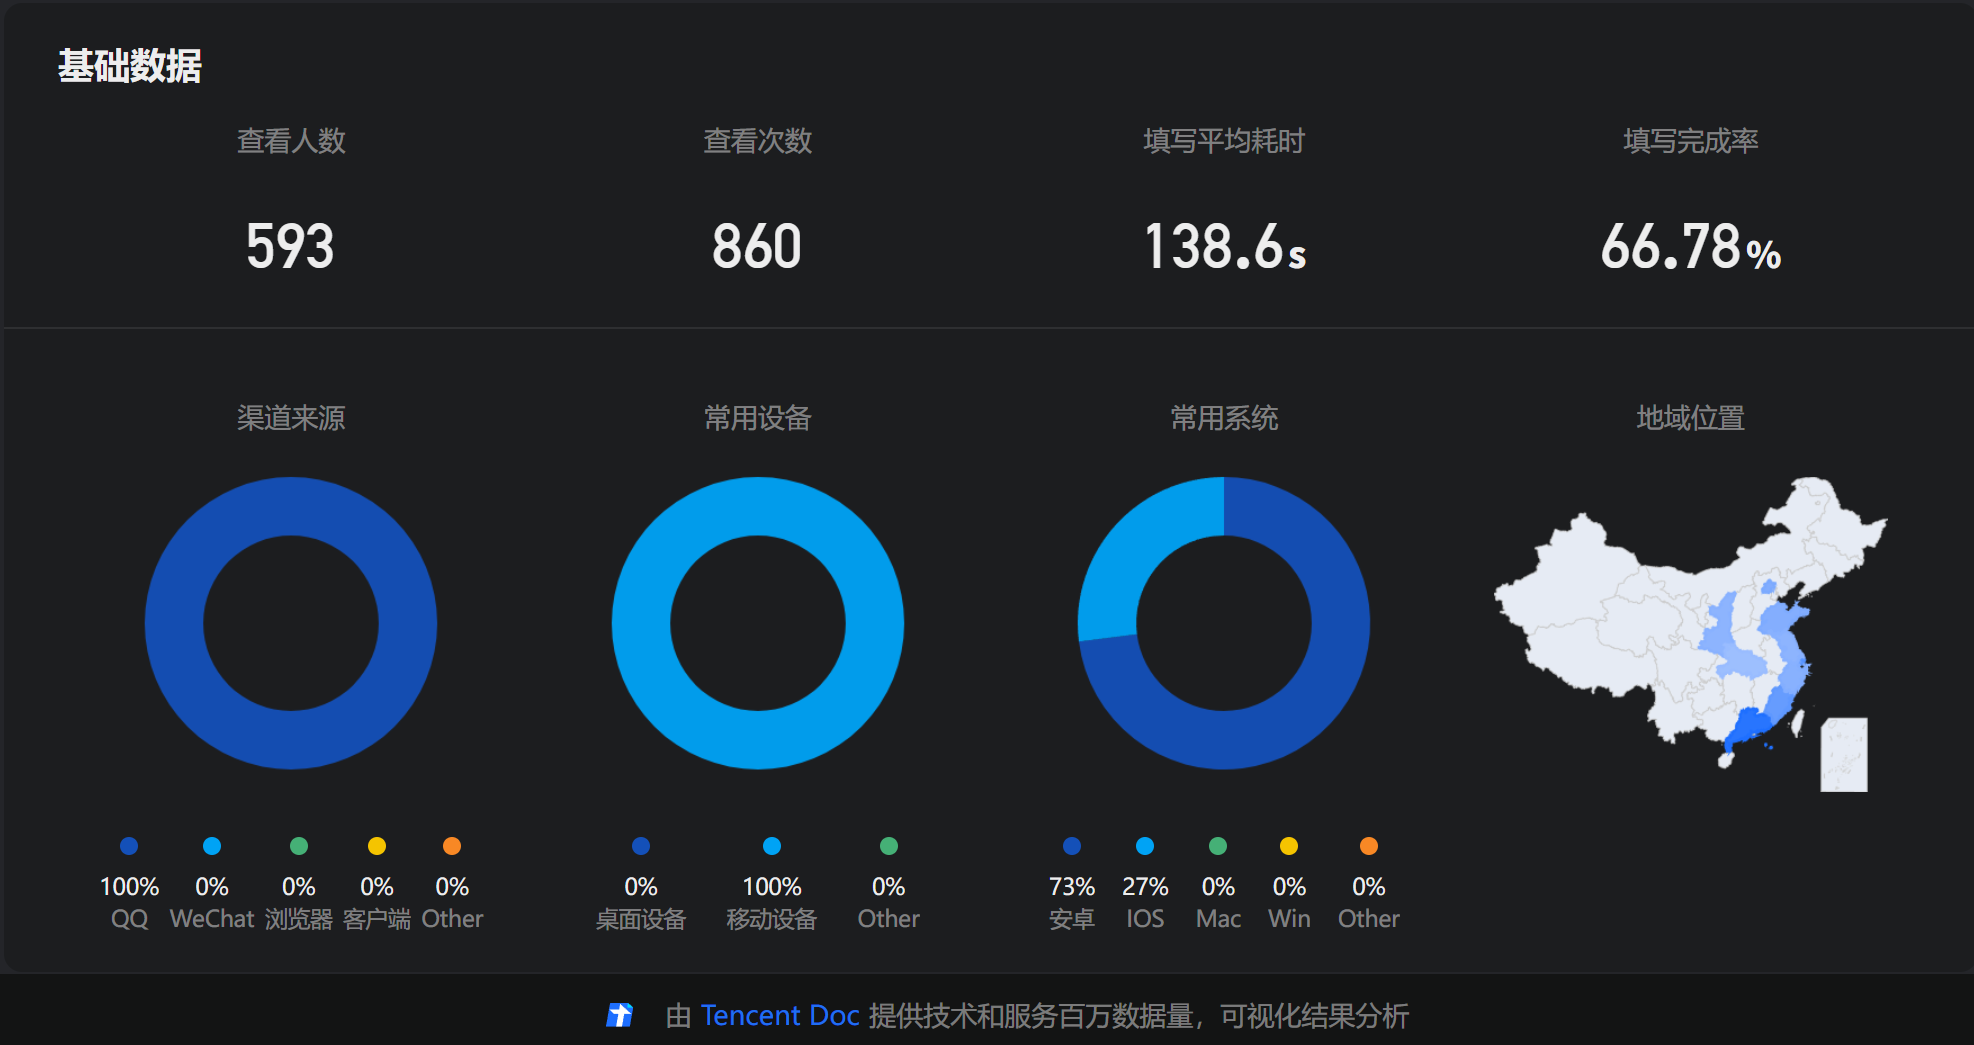 基础数据
查看人数
查看次数
填写平均耗时
填写完成率
593
860
138.6s
66.78%
渠道来源
常用设备
常用系统
地域位置
100%
0%
0%
0%
0%
QQ
WeChat
浏览器
客户端
Other
0%
100%
0%
桌面设备
移动设备
Other
73%
27%
0%
0%
0%
安卓
IOS
Mac
Win
Other
由 Tencent Doc 提供技术和服务百万数据量，可视化结果分析